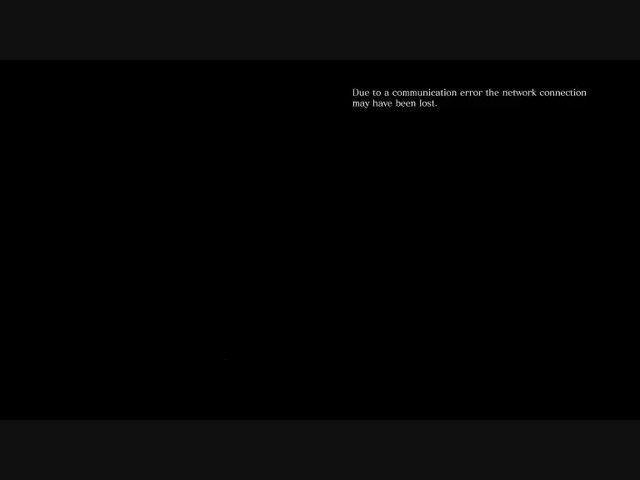 Due to a communication error the network connection
may have been lost.